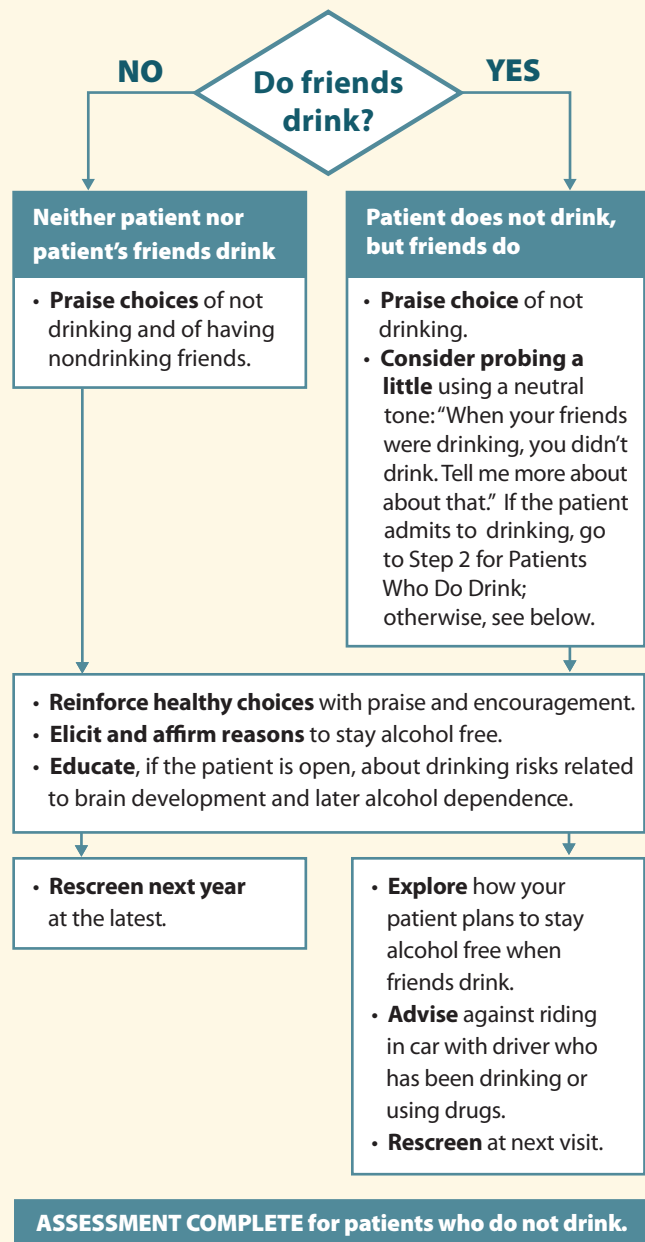 Do friends
drink?
NO
YES
Neither patient nor
patient's friends drink
• Praise choices of not
drinking and of having
nondrinking friends.
Patient does not drink,
but friends do
• Praise choice of not
drinking.
• Consider probing a
little using a neutral
tone: “When your friends
were drinking, you didn’t
drink. Tell me more about
about that.” If the patient
admits to drinking, go
to Step 2 for Patients
Who Do Drink;
otherwise, see below.
• Reinforce healthy choices with praise and encouragement.
• Elicit and affirm reasons to stay alcohol free.
• Educate, if the patient is open, about drinking risks related
to brain development and later alcohol dependence.
• Rescreen next year
at the latest.
• Explore how your
patient plans to stay
alcohol free when
friends drink.
• Advise against riding
in car with driver who
has been drinking or
using drugs.
• Rescreen at next visit.
ASSESSMENT COMPLETE for patients who do not drink.